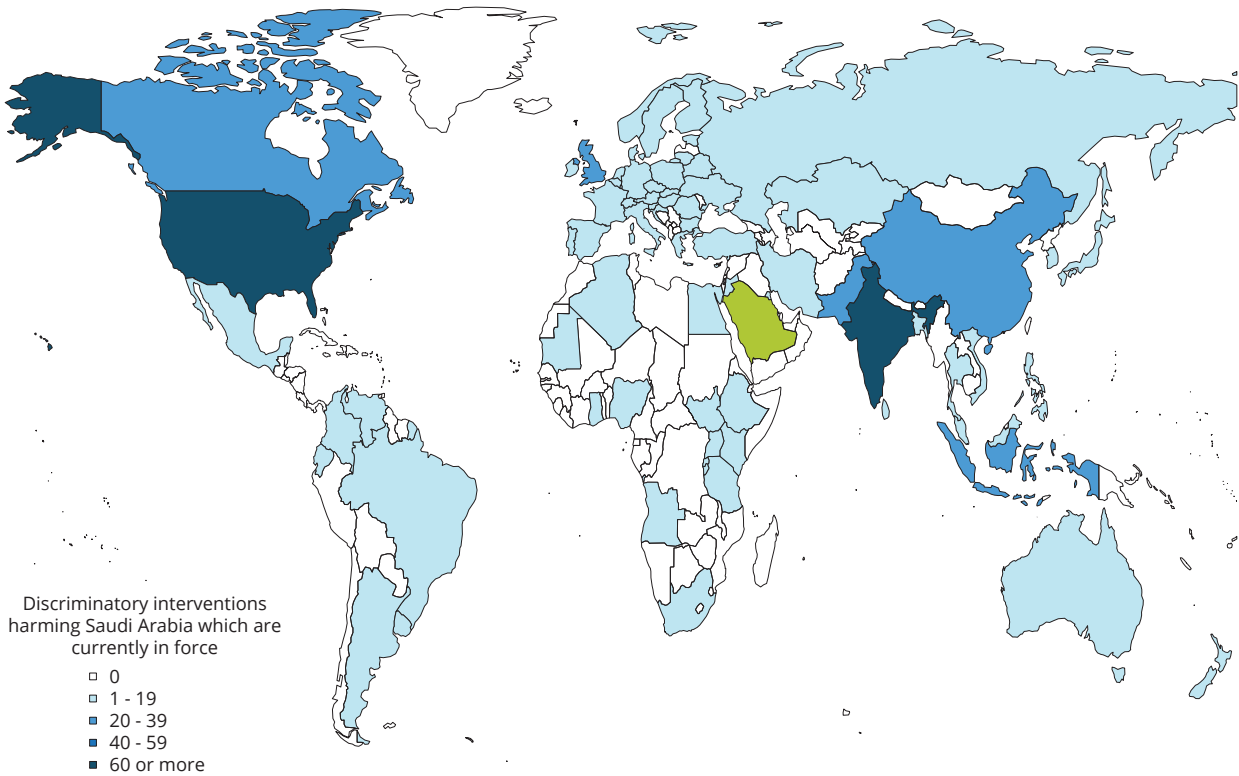 Discriminatory interventions
harming Saudi Arabia which are
currently in force
0
1 - 19
20 - 39
40 - 59
60 or more